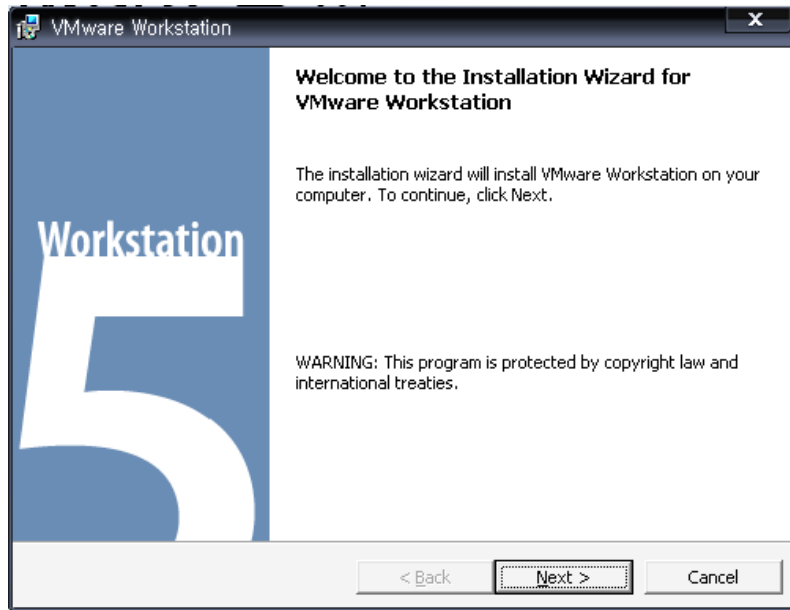 VMware Workstation
x
Welcome to the Installation Wizard for
VMware Workstation
The installation wizard will install VMware Workstation on your
computer. To continue, click Next.
Workstation
5
WARNING: This program is protected by copyright law and
international treaties.
< Back
Next >
Cancel